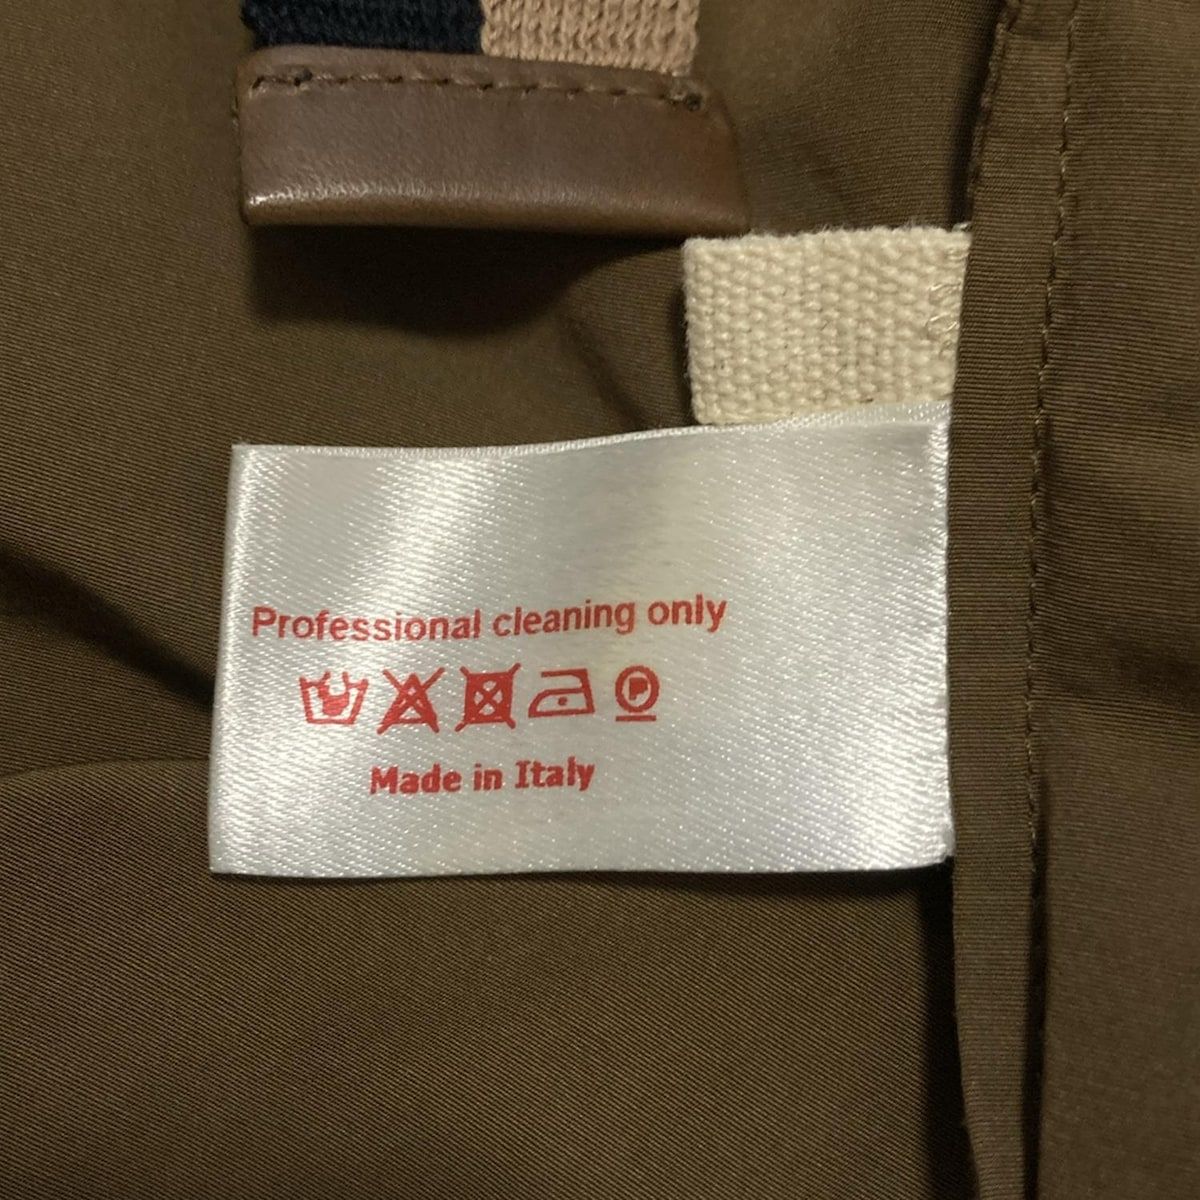 Professional cleaning only
P
Made in Italy